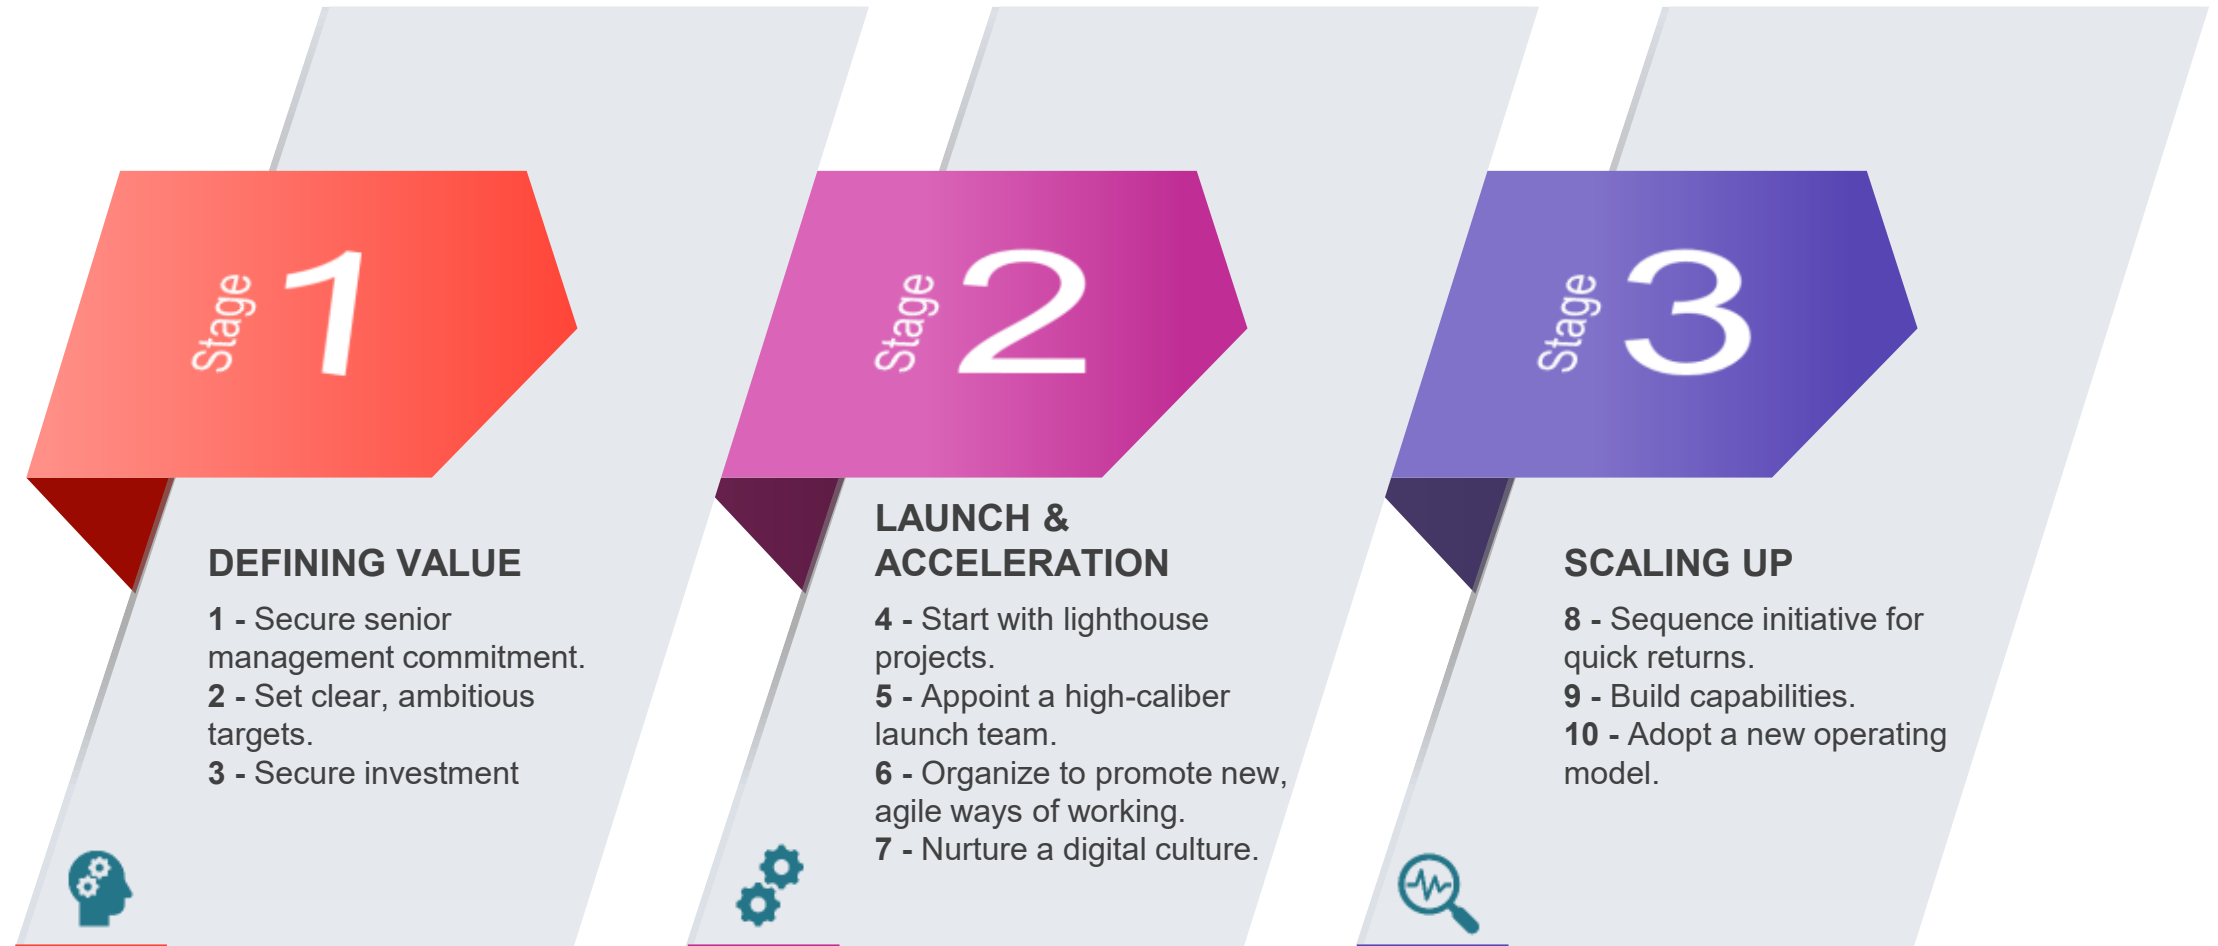 Stage
1
DEFINING VALUE
1 - Secure senior
management commitment.
2 - Set clear, ambitious
targets.
3 - Secure investment
Stage
2
LAUNCH &
ACCELERATION
4 - Start with lighthouse
projects.
5 - Appoint a high-caliber
launch team.
6 - Organize to promote new,
agile ways of working.
7 - Nurture a digital culture.
Stage
3
SCALING UP
8 - Sequence initiative for
quick returns.
9 - Build capabilities.
10 - Adopt a new operating
model.